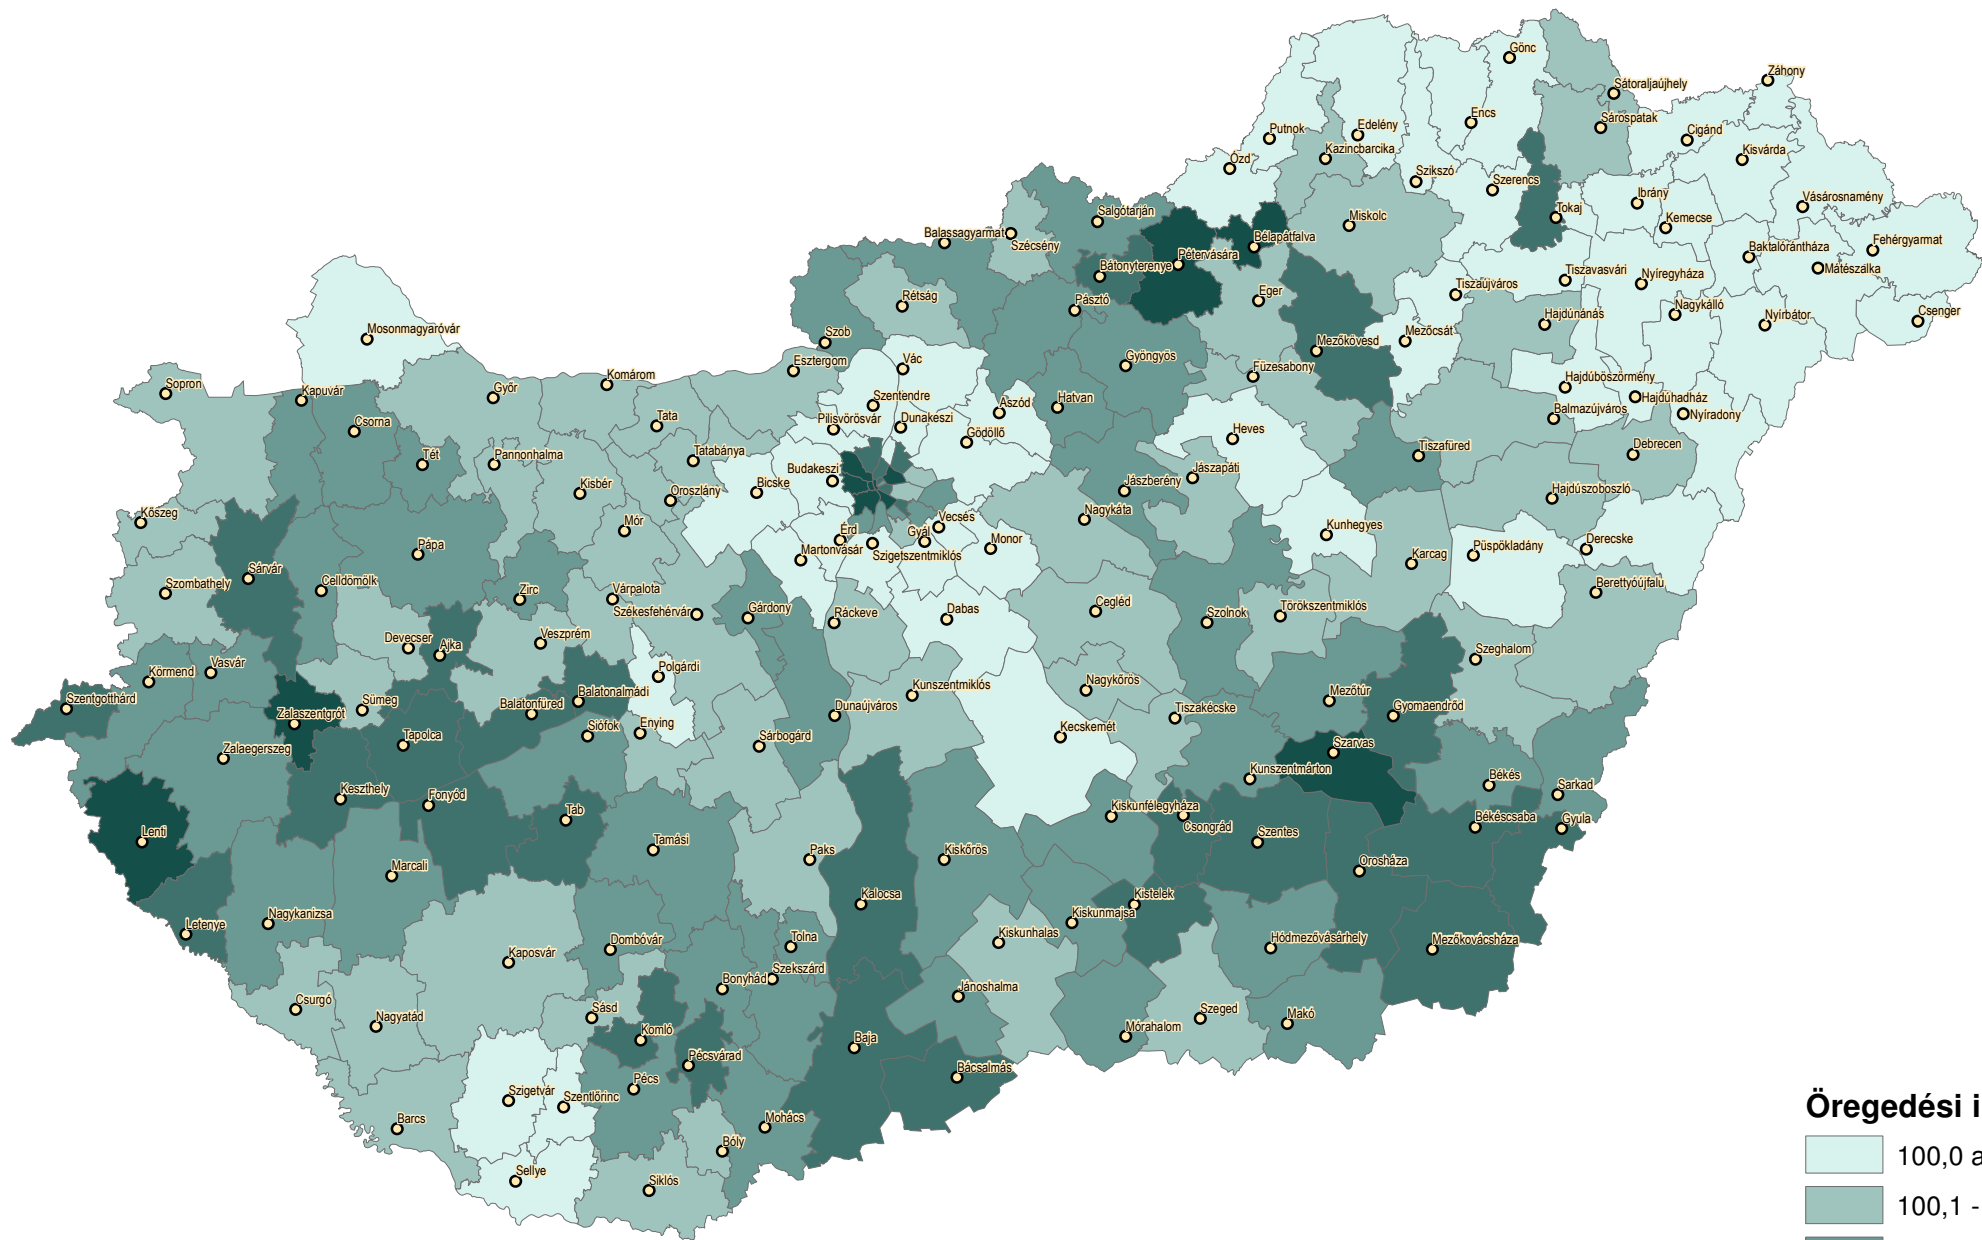 Gönc
Záhony
Sátoraljaújhely
Sárospatak
Encs
Edelény
Putnok
Cigánd
Kazincbarcika
Kisvárda
Ózd
Szikszó
Szerencs
Ibrány
Vásárosnamény
Tokaj
Kemecse
Salgótarján
Miskolc
Balassagyarmat
Szécsény
Bélapátfalva
Pétervására
Bátonyterenye
Baktalórántháza
Fehérgyarmat
Mátészalka
Tiszavasvári
Nyíregyháza
Tiszaújváros
Eger
Rétság
Pásztó
Nagykálló
Hajdúnánás
Nyírbátor
Csenger
Mosonmagyaróvár
Szob
Mezőcsát
Mezőkövesd
Gyöngyös
Vác
Esztergom
Füzesabony
Sopron
Komárom
Kapuvár
Győr
Hajdúböszörmény
Szentendre
Hajdúhadház
Aszód
Hatvan
Balmazújváros
Nyíradony
Tata
Pilisvörösvár
Dunakeszi
Csorna
Gödöllő
Heves
Debrecen
Tiszafüred
Tét
Pannonhalma
Tatabánya
Budakeszi
Jászapáti
Bicske
Jászberény
Kisbér
Oroszlány
Hajdúszoboszló
Kőszeg
Mór
Nagykáta
Vecsés
Érd
Gyál
Kunhegyes
Szigetszentmiklós
Martonvásár
Monor
Pápa
Püspökladány
Derecske
Karcag
Sárvár
Szombathely
Celldömölk
Zirc
Várpalota
Berettyóújfalu
Székesfehérvár
Gárdony
Ráckeve
Dabas
Cegléd
Szolnok
Törökszentmiklós
Devecser
Ajka
Veszprém
Szeghalom
Vasvár
Körmend
Polgárdi
Szentgotthárd
Zalaszentgrót
Sümeg
Balatonfüred
Balatonalmádi
Kunszentmiklós
Nagykőrös
Mezőtúr
Gyomaendrőd
Dunaújváros
Tiszakécske
Siófok
Enying
Kecskemét
Tapolca
Zalaegerszeg
Sárbogárd
Szarvas
Kunszentmárton
Békés
Keszthely
Fonyód
Sarkad
Tab
Kiskunfélegyháza
Csongrád
Szentes
Békéscsaba
Gyula
Lenti
Tamási
Paks
Kiskőrös
Orosháza
Marcali
Kalocsa
Kistelek
Letenye
Nagykanizsa
Kiskunmajsa
Kaposvár
Dombóvár
Tolna
Kiskunhalas
Hódmezővásárhely
Mezőkovácsháza
Bonyhád
Szekszárd
Csurgó
Jánoshalma
Nagyatád
Sásd
Szeged
Makó
Komló
Mórahalom
Baja
Pécsvárad
Bácsalmás
Pécs
Szigetvár
Szentlőrinc
Barcs
Mohács
Bóly
Sellye
Siklós
Öregedési i
100,0 a
100,1 -